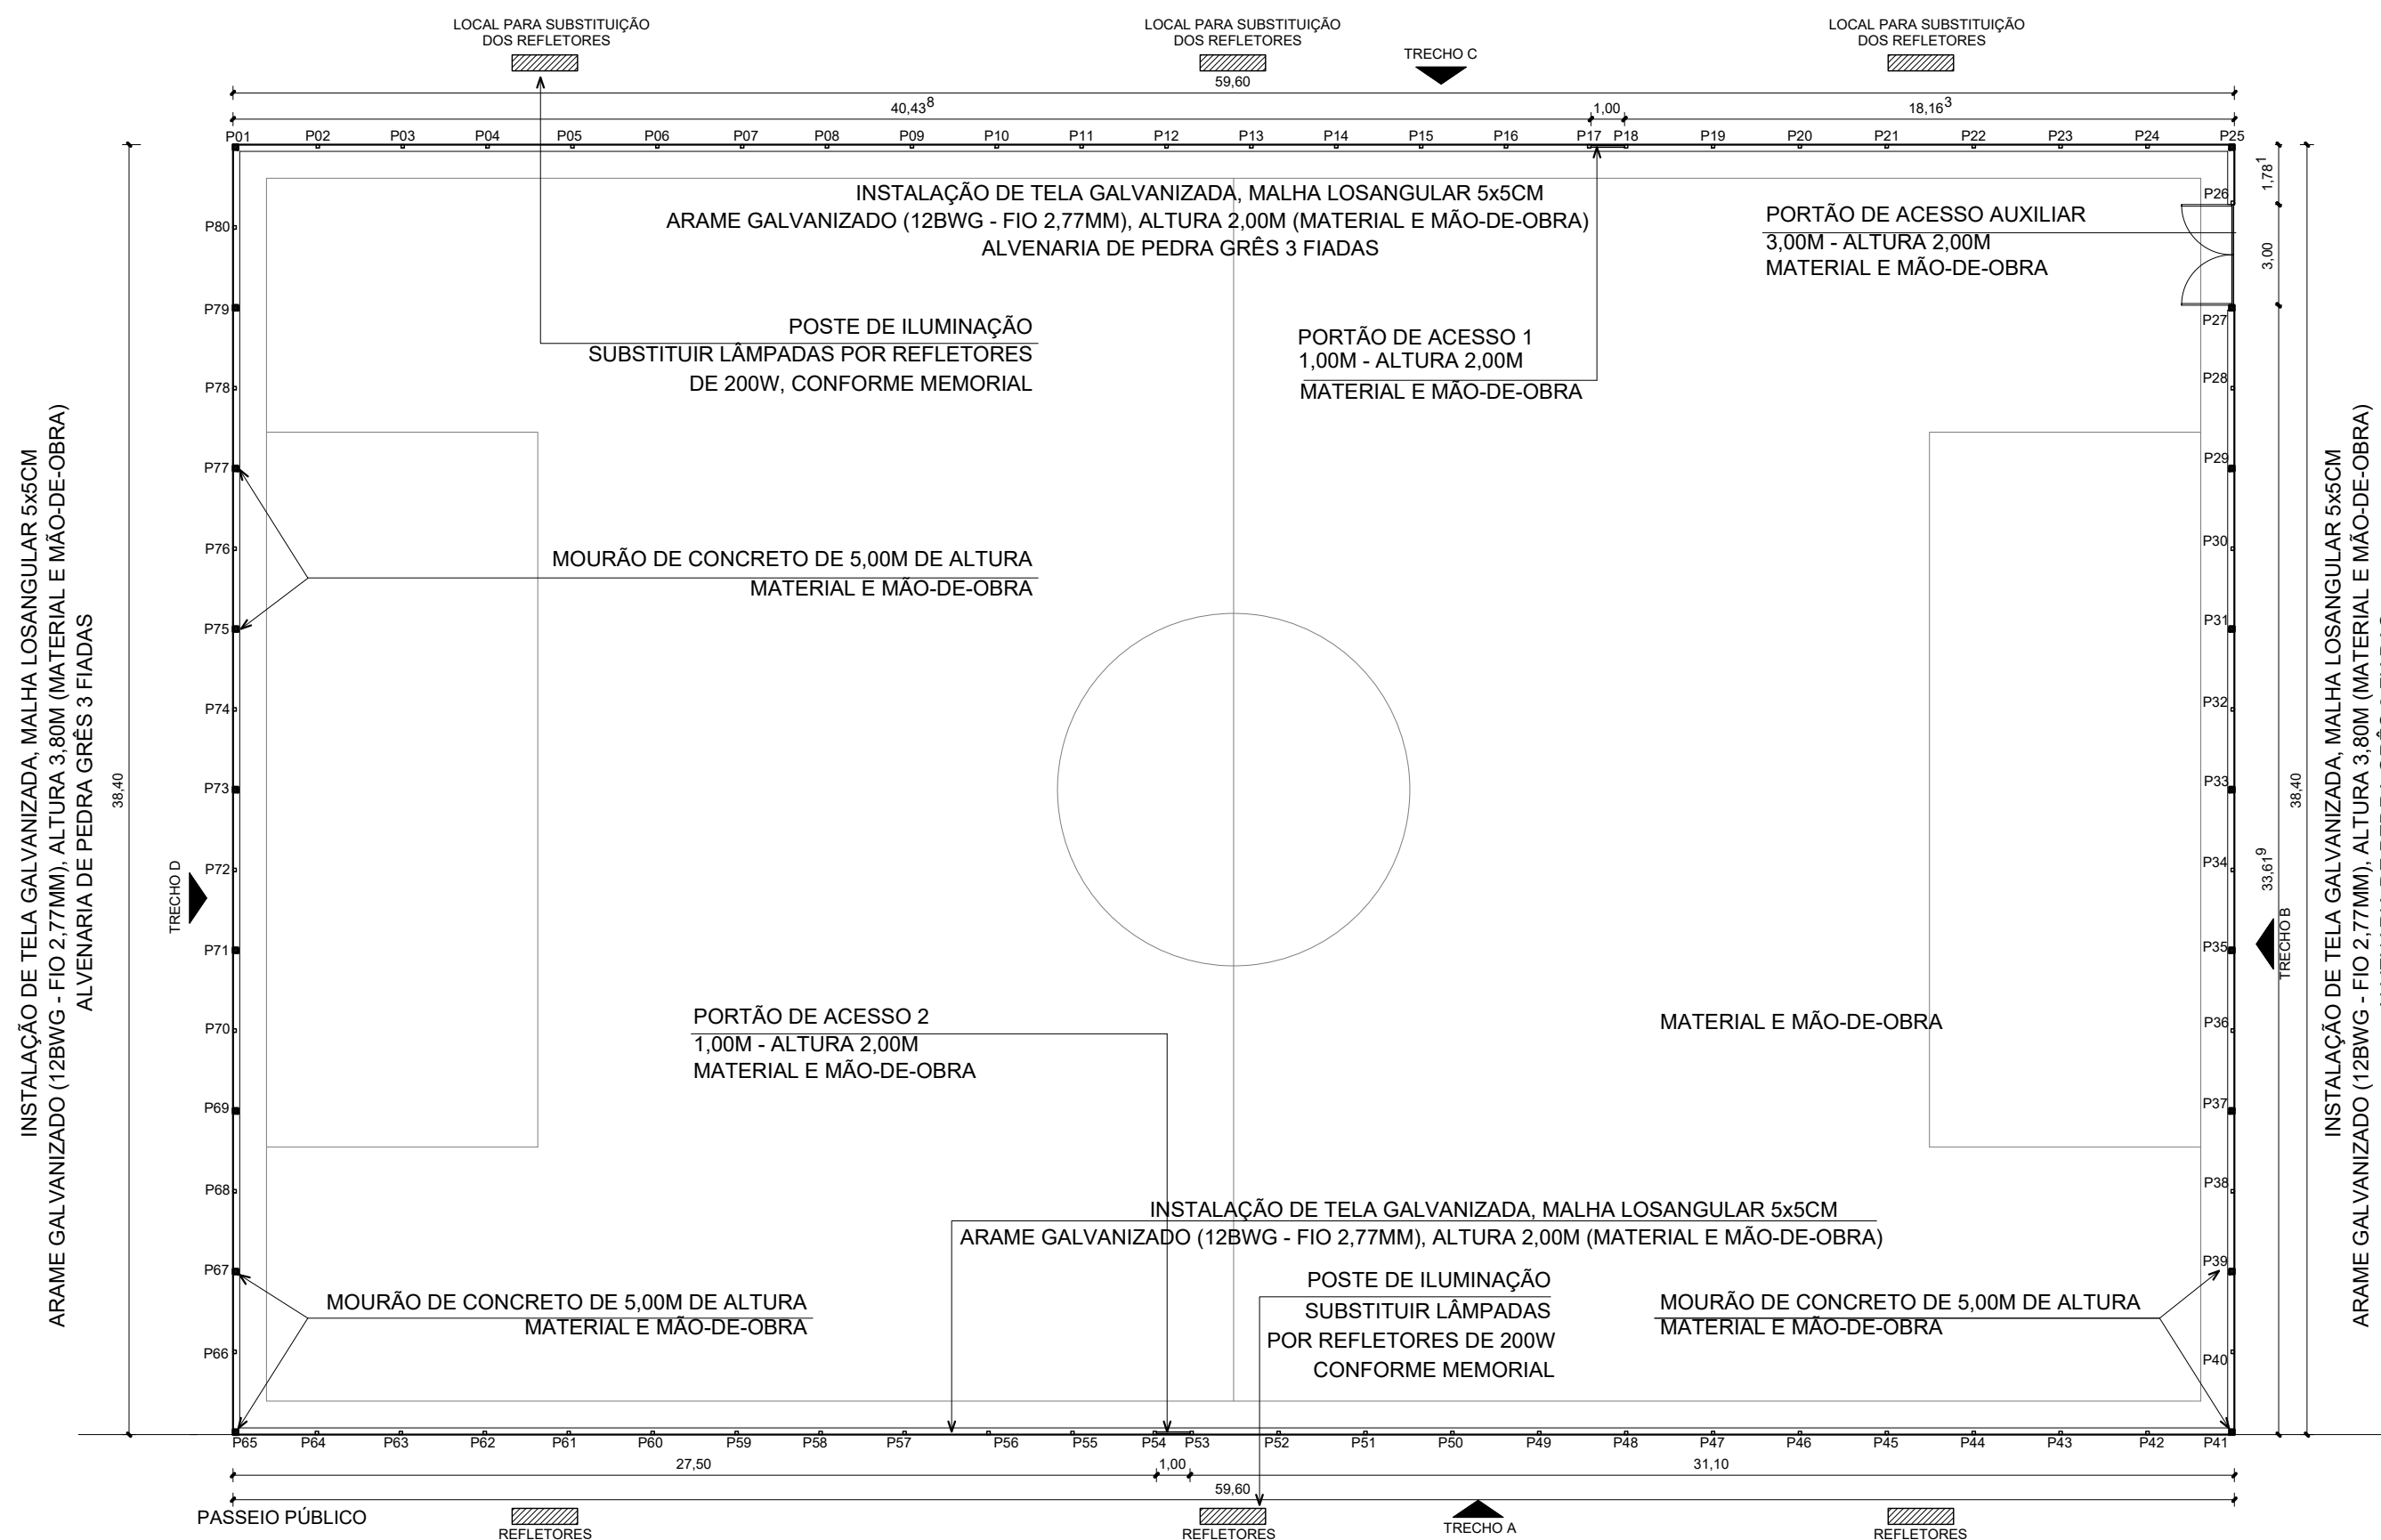 LOCAL PARA SUBSTITUIÇÃO
DOS REFLETORES
LOCAL PARA SUBSTITUIÇÃO
DOS REFLETORES
LOCAL PARA SUBSTITUIÇÃO
DOS REFLETORES
TRECHO C
59,60
40,43⁸
1,00
18,16³
P01
P02
P03
P04
P05
P06
P07
P08
P09
P10
P11
P12
P13
P14
P15
P16
P17
P18
P19
P20
P21
P22
P23
P24
P25
INSTALAÇÃO DE TELA GALVANIZADA, MALHA LOSANGULAR 5x5CM
ARAME GALVANIZADO (12BWG - FIO 2,77MM), ALTURA 2,00M (MATERIAL E MÃO-DE-OBRA)
ALVENARIA DE PEDRA GRÊS 3 FIADAS
PORTÃO DE ACESSO AUXILIAR
3,00M - ALTURA 2,00M
MATERIAL E MÃO-DE-OBRA
POSTE DE ILUMINAÇÃO
SUBSTITUIR LÂMPADAS POR REFLETORES
DE 200W, CONFORME MEMORIAL
PORTÃO DE ACESSO 1
1,00M - ALTURA 2,00M
MATERIAL E MÃO-DE-OBRA
MOURÃO DE CONCRETO DE 5,00M DE ALTURA
MATERIAL E MÃO-DE-OBRA
P80
P79
P78
P77
P76
P75
P74
P73
P72
P71
P70
P69
P68
P67
P66
INSTALAÇÃO DE TELA GALVANIZADA, MALHA LOSANGULAR 5x5CM
ARAME GALVANIZADO (12BWG - FIO 2,77MM), ALTURA 3,80M (MATERIAL E MÃO-DE-OBRA)
ALVENARIA DE PEDRA GRÊS 3 FIADAS
38,40
TRECHO D
P26
P27
P28
P29
P30
P31
P32
P33
P34
P35
P36
P37
P38
P39
P40
1,78¹
3,00
33,61⁹
38,40
TRECHO B
INSTALAÇÃO DE TELA GALVANIZADA, MALHA LOSANGULAR 5x5CM
ARAME GALVANIZADO (12BWG - FIO 2,77MM), ALTURA 3,80M (MATERIAL E MÃO-DE-OBRA)
PORTÃO DE ACESSO 2
1,00M - ALTURA 2,00M
MATERIAL E MÃO-DE-OBRA
MATERIAL E MÃO-DE-OBRA
INSTALAÇÃO DE TELA GALVANIZADA, MALHA LOSANGULAR 5x5CM
ARAME GALVANIZADO (12BWG - FIO 2,77MM), ALTURA 2,00M (MATERIAL E MÃO-DE-OBRA)
MOURÃO DE CONCRETO DE 5,00M DE ALTURA
MATERIAL E MÃO-DE-OBRA
POSTE DE ILUMINAÇÃO
SUBSTITUIR LÂMPADAS
POR REFLETORES DE 200W
CONFORME MEMORIAL
MOURÃO DE CONCRETO DE 5,00M DE ALTURA
MATERIAL E MÃO-DE-OBRA
P65
P64
P63
P62
P61
P60
P59
P58
P57
P56
P55
P54
P53
P52
P51
P50
P49
P48
P47
P46
P45
P44
P43
P42
P41
27,50
1,00
31,10
59,60
PASSEIO PÚBLICO
REFLETORES
REFLETORES
TRECHO A
REFLETORES